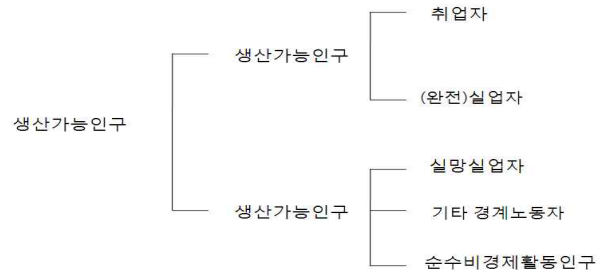 취업자
생산가능인구
(완전)실업자
생산가능인구
실망실업자
생산가능인구
기타 경계노동자
순수비경제활동인구